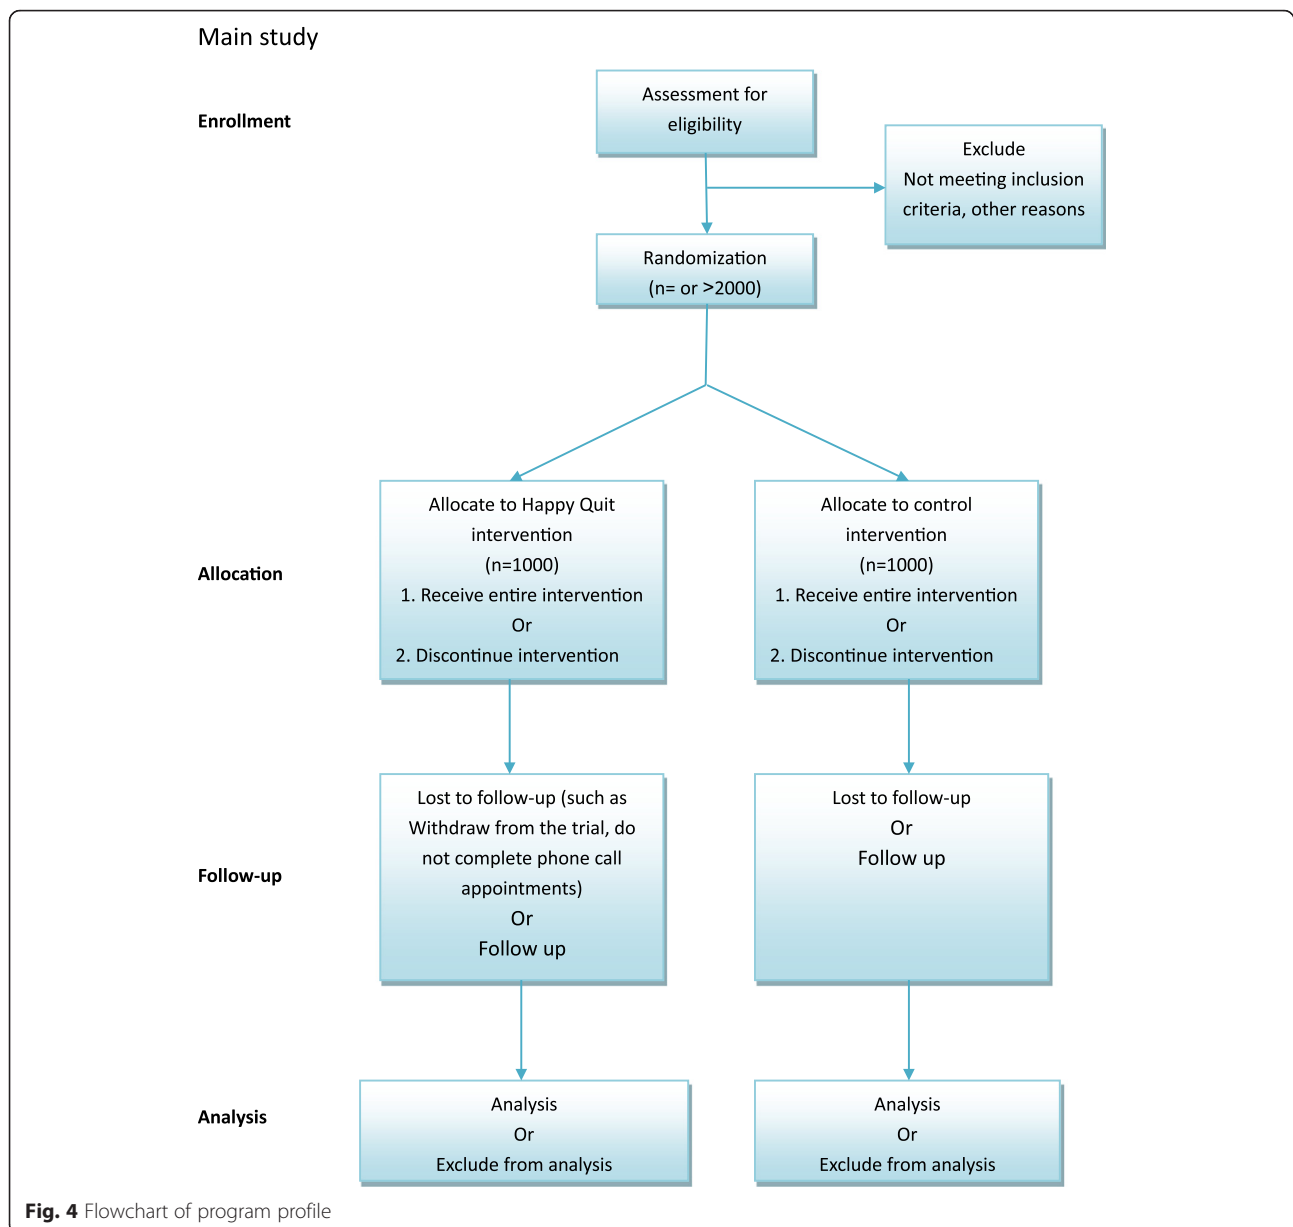 Main study
Enrollment
Assessment for
eligibility
Exclude
Not meeting inclusion
criteria, other reasons
Randomization
(n= or >2000)
Allocation
Allocate to Happy Quit
intervention
(n=1000)
1. Receive entire intervention
Or
2. Discontinue intervention
Allocate to control
intervention
(n=1000)
1. Receive entire intervention
Or
2. Discontinue intervention
Follow-up
Lost to follow-up (such as
Withdraw from the trial, do
not complete phone call
appointments)
Or
Follow up
Lost to follow-up
Or
Follow up
Analysis
Analysis
Or
Exclude from analysis
Analysis
Or
Exclude from analysis
Fig. 4 Flowchart of program profile